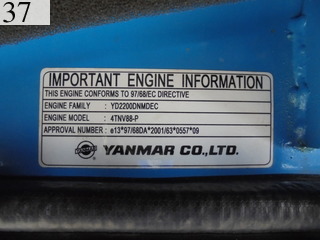 37
IMPORTANT ENGINE INFORMATION
THIS ENGINE CONFORMS TO 97/68/EC DIRECTIVE
ENGINE FAMILY : YD2200DNMDEC
ENGINE MODEL : 4TNV88-P
APPROVAL NUMBER : e13*97/68DA*2001/63*0557*09
YANMAR CO.,LTD.